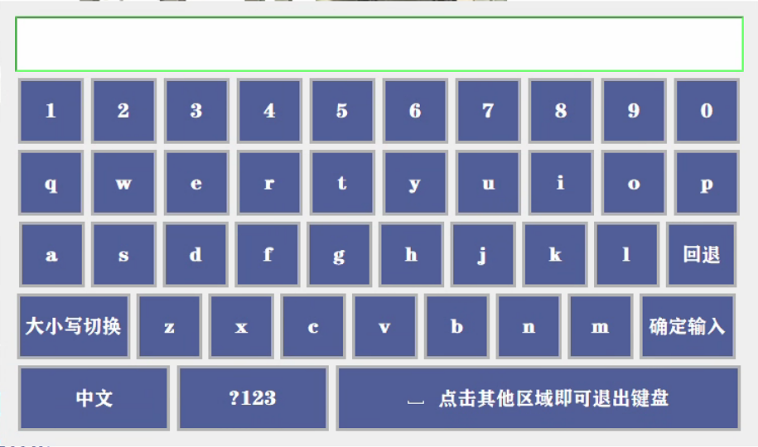 1 2 3 4 5 6 7 8 9 0
q w e r t y u i o p
a s d f g h j k l 回退
大小写切换 z x c v b n m 确定输入
中文 ?123 ⎵ 点击其他区域即可退出键盘